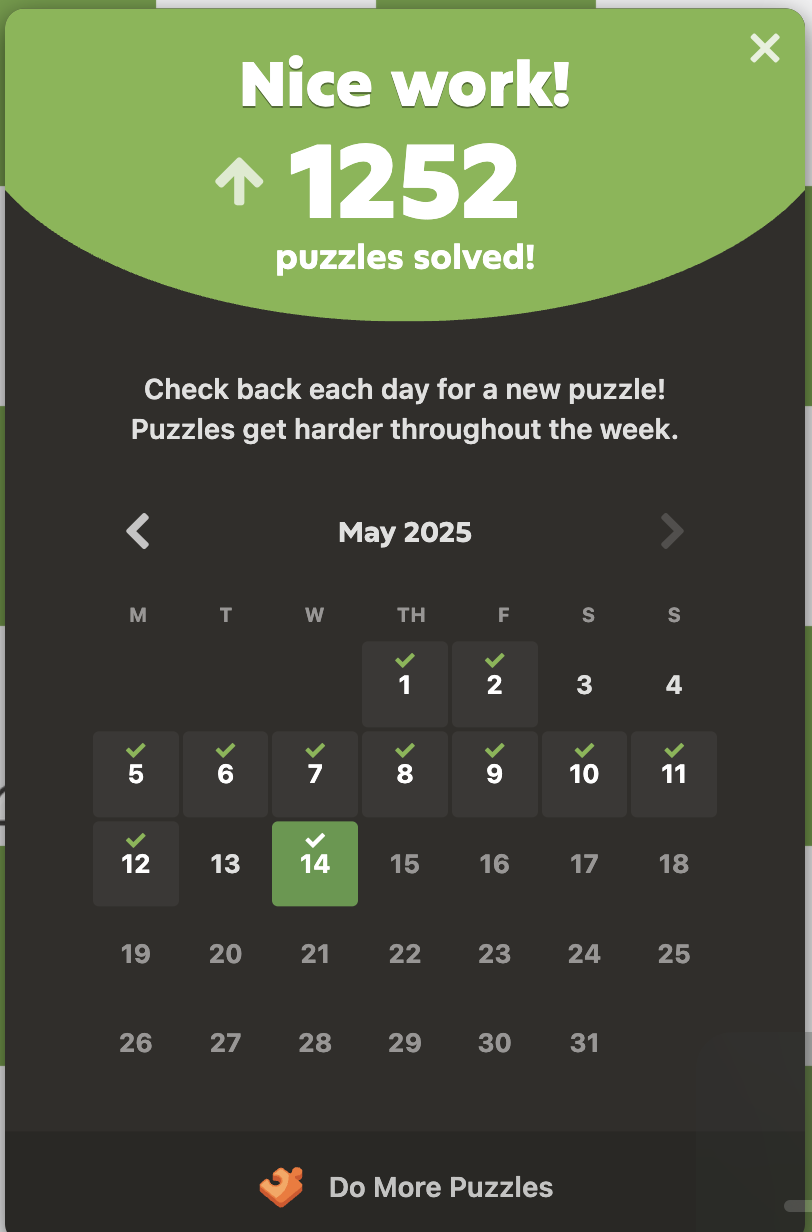 Nice work!
1252
puzzles solved!
Check back each day for a new puzzle!
Puzzles get harder throughout the week.
May 2025
M T W TH F S S
1 2 3 4
5 6 7 8 9 10 11
12 13 14 15 16 17 18
19 20 21 22 23 24 25
26 27 28 29 30 31
Do More Puzzles